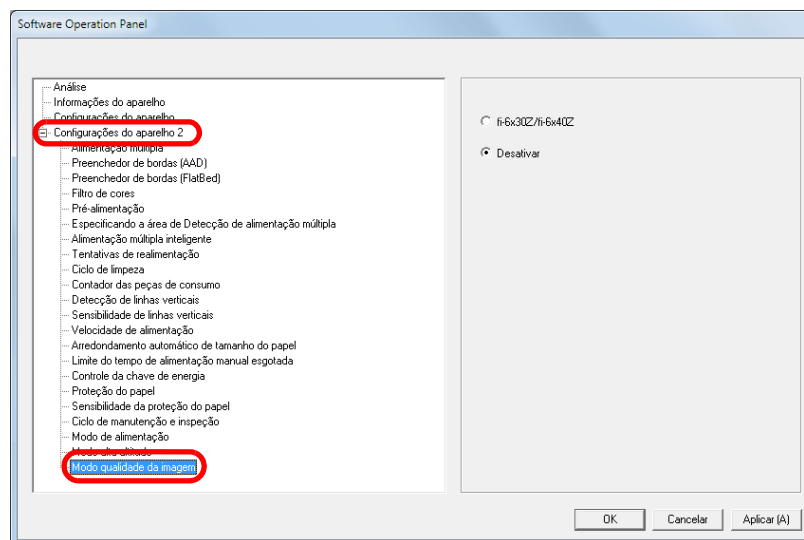 Software Operation Panel
Análise
Informações do aparelho
Configurações do aparelho
Configurações do aparelho 2
Alimentação múltipla
Preenchedor de bordas (AAD)
Preenchedor de bordas (FlatBed)
Filtro de cores
Pré-alimentação
Especificando a área de Detecção de alimentação múltipla
Alimentação múltipla inteligente
Tentativas de realimentação
Ciclo de limpeza
Contador das peças de consumo
Detecção de linhas verticais
Sensibilidade de linhas verticais
Velocidade de alimentação
Arredondamento automático de tamanho do papel
Limite do tempo de alimentação manual esgotada
Controle da chave de energia
Proteção do papel
Sensibilidade da proteção do papel
Ciclo de manutenção e inspeção
Modo de alimentação
Modo alta altitude
Modo qualidade da imagem
fi-6x30Z/fi-6x40Z
Desativar
OK
Cancelar
Aplicar (A)